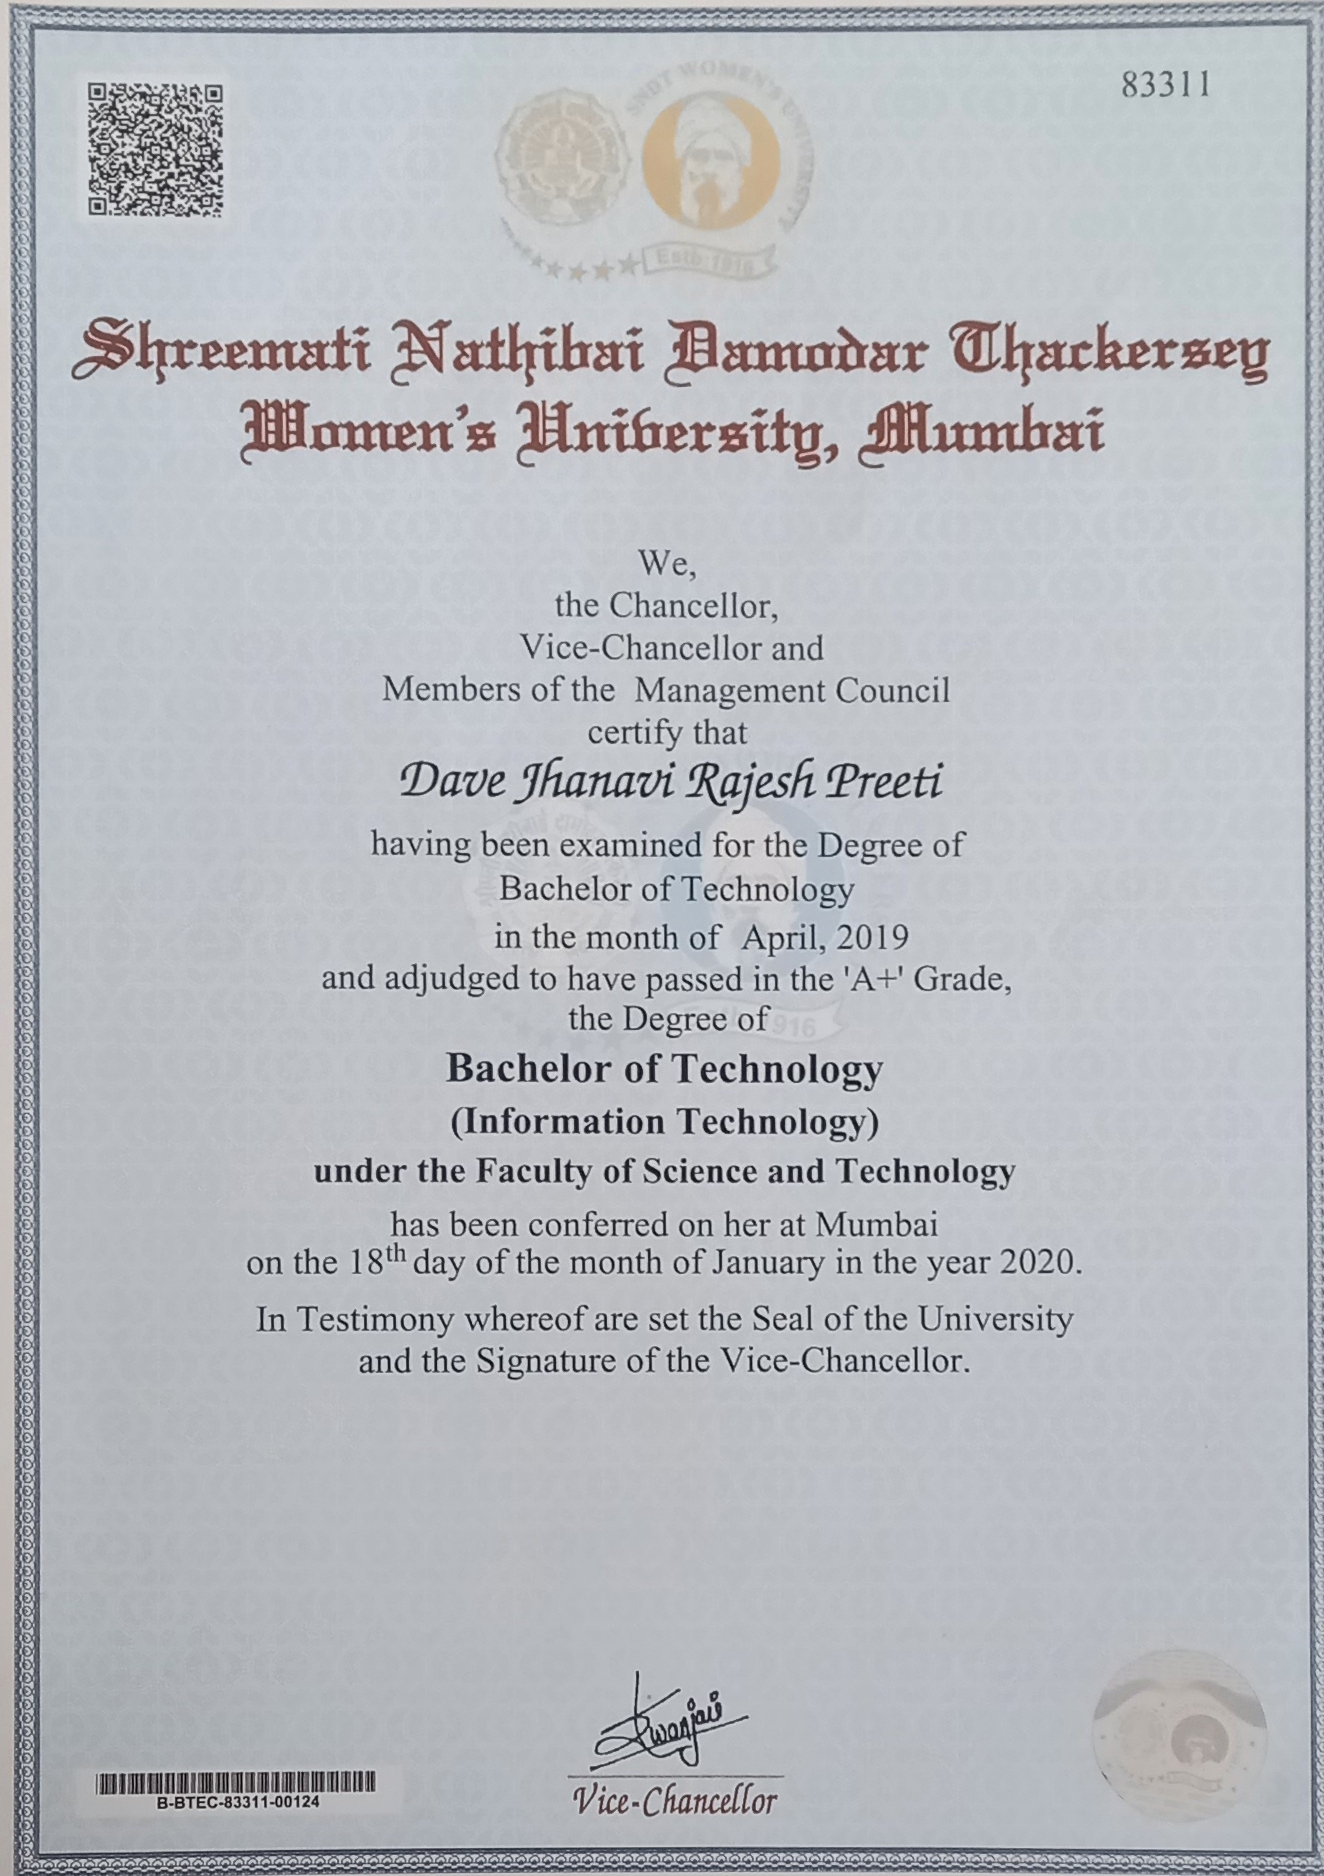 83311
SNDT WOMEN'S UNIVERSITY
Estb.1916
Shreemati Nathibai Damodar Thackersey
Women's University, Mumbai
We,
the Chancellor,
Vice-Chancellor and
Members of the Management Council
certify that
Dave Jhanavi Rajesh Preeti
having been examined for the Degree of
Bachelor of Technology
in the month of April, 2019
and adjudged to have passed in the 'A+' Grade,
the Degree of
916
Bachelor of Technology
(Information Technology)
under the Faculty of Science and Technology
has been conferred on her at Mumbai
on the 18th day of the month of January in the year 2020.
In Testimony whereof are set the Seal of the University
and the Signature of the Vice-Chancellor.
Vice-Chancellor
B-BTEC-83311-00124